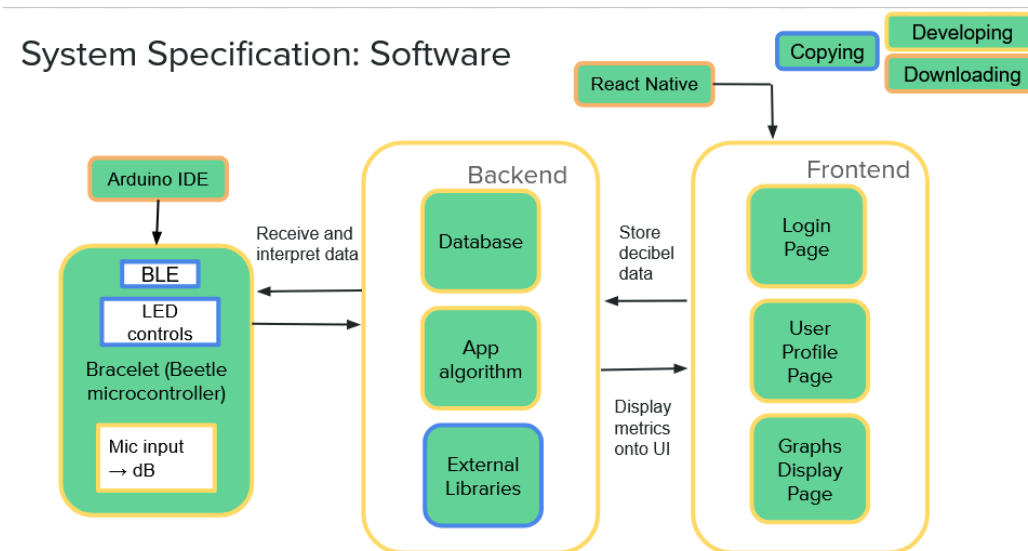 System Specification: Software
Copying
Developing
Downloading
React Native
Arduino IDE
BLE
LED
controls
Bracelet (Beetle
microcontroller)
Mic input
→ dB
Receive and
interpret data
Backend
Database
App
algorithm
External
Libraries
Store
decibel
data
Display
metrics
onto UI
Frontend
Login
Page
User
Profile
Page
Graphs
Display
Page